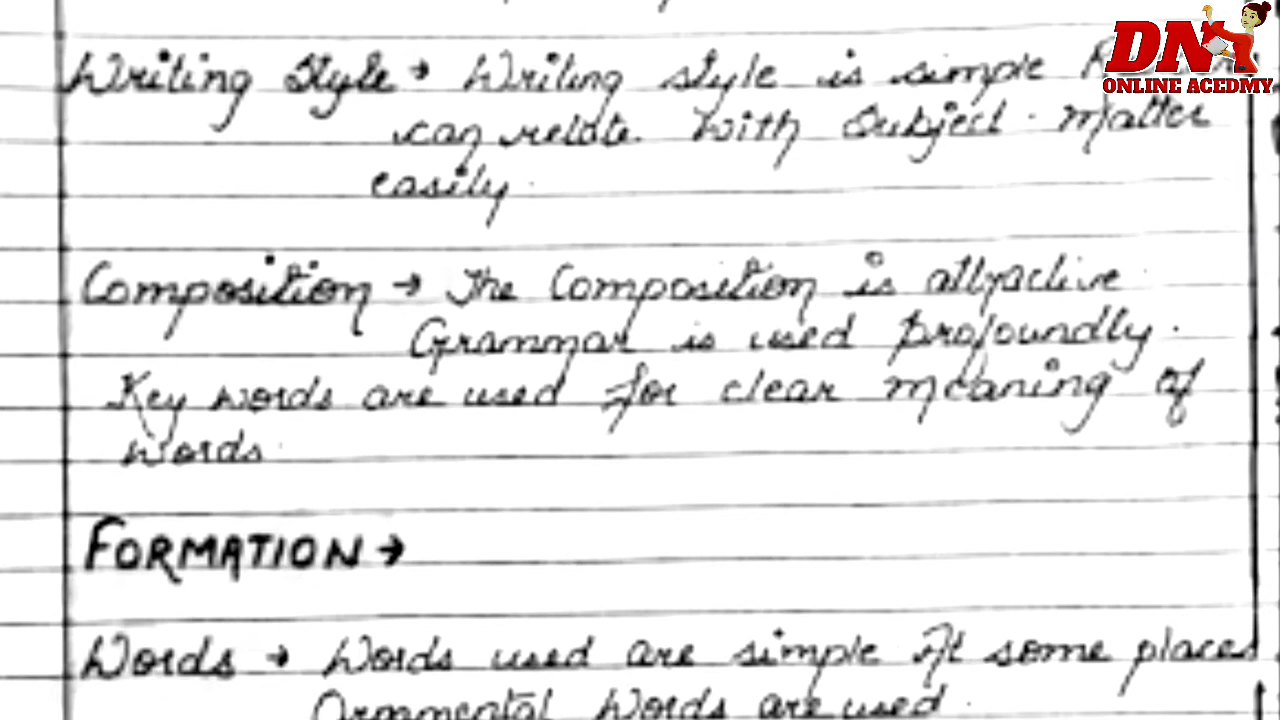 DN
ONLINE ACEDMY
Writing Style → Writing style is simple
can relate with Subject. matter
easily.
Composition → The Composition is attractive
Grammar is used profoundly.
Key words are used for clear meaning of
words.
FORMATION →
Words → Words used are simple At some places
Ornamental words are used.